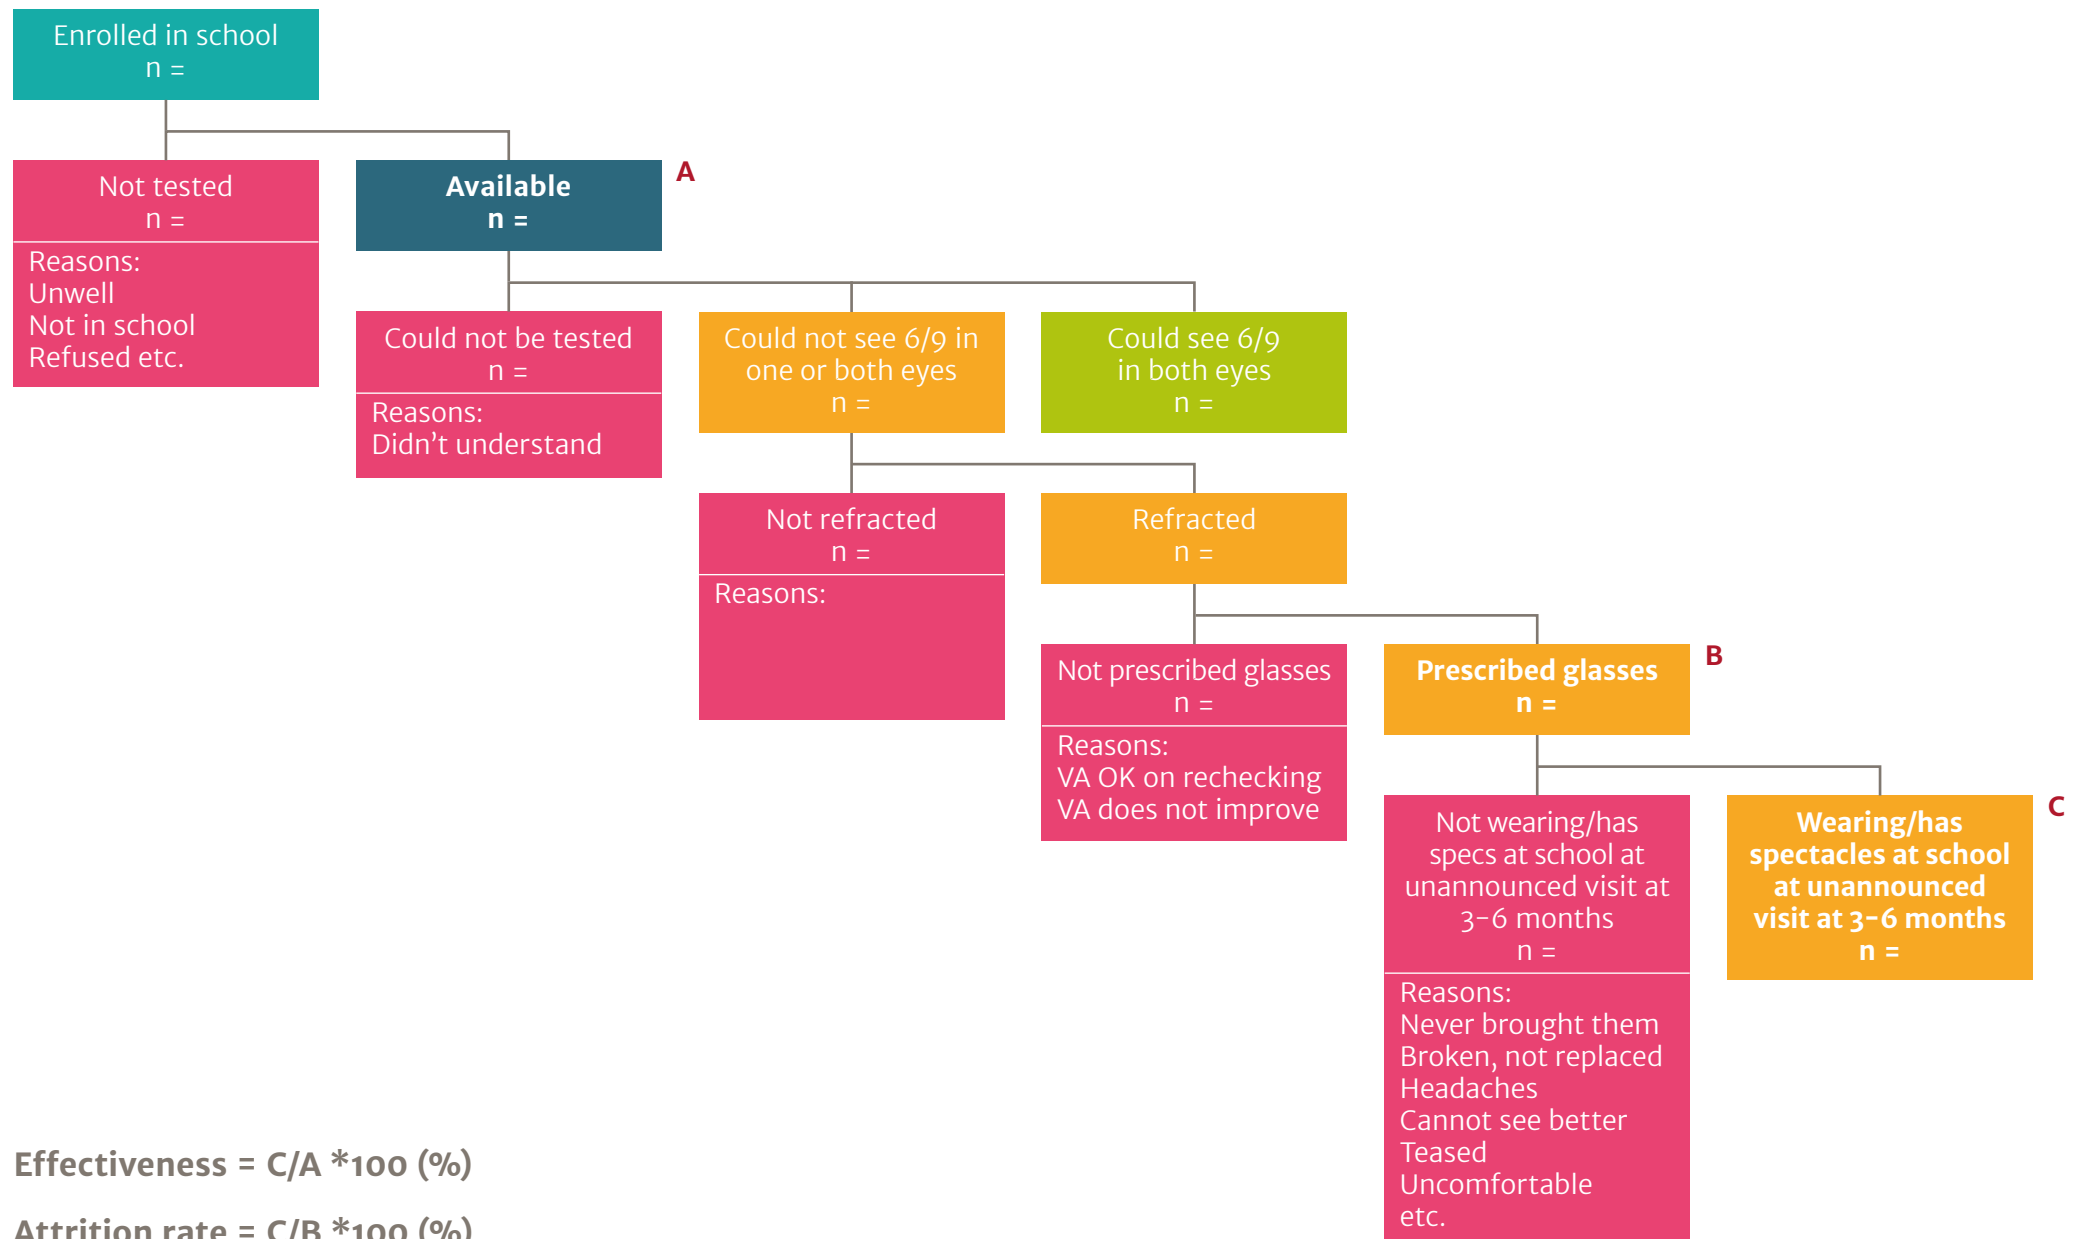 Enrolled in school
n =
Not tested
n =
Reasons:
Unwell
Not in school
Refused etc.
Available
n =
A
Could not be tested
n =
Reasons:
Didn’t understand
Could not see 6/9 in
one or both eyes
n =
Could see 6/9
in both eyes
n =
Not refracted
n =
Reasons:
Refracted
n =
Not prescribed glasses
n =
Reasons:
VA OK on rechecking
VA does not improve
Prescribed glasses
n =
B
Not wearing/has
specs at school at
unannounced visit at
3-6 months
n =
Reasons:
Never brought them
Broken, not replaced
Headaches
Cannot see better
Teased
Uncomfortable
etc.
Wearing/has
spectacles at school
at unannounced
visit at 3-6 months
n =
C
Effectiveness = C/A *100 (%)
Attrition rate = C/B *100 (%)